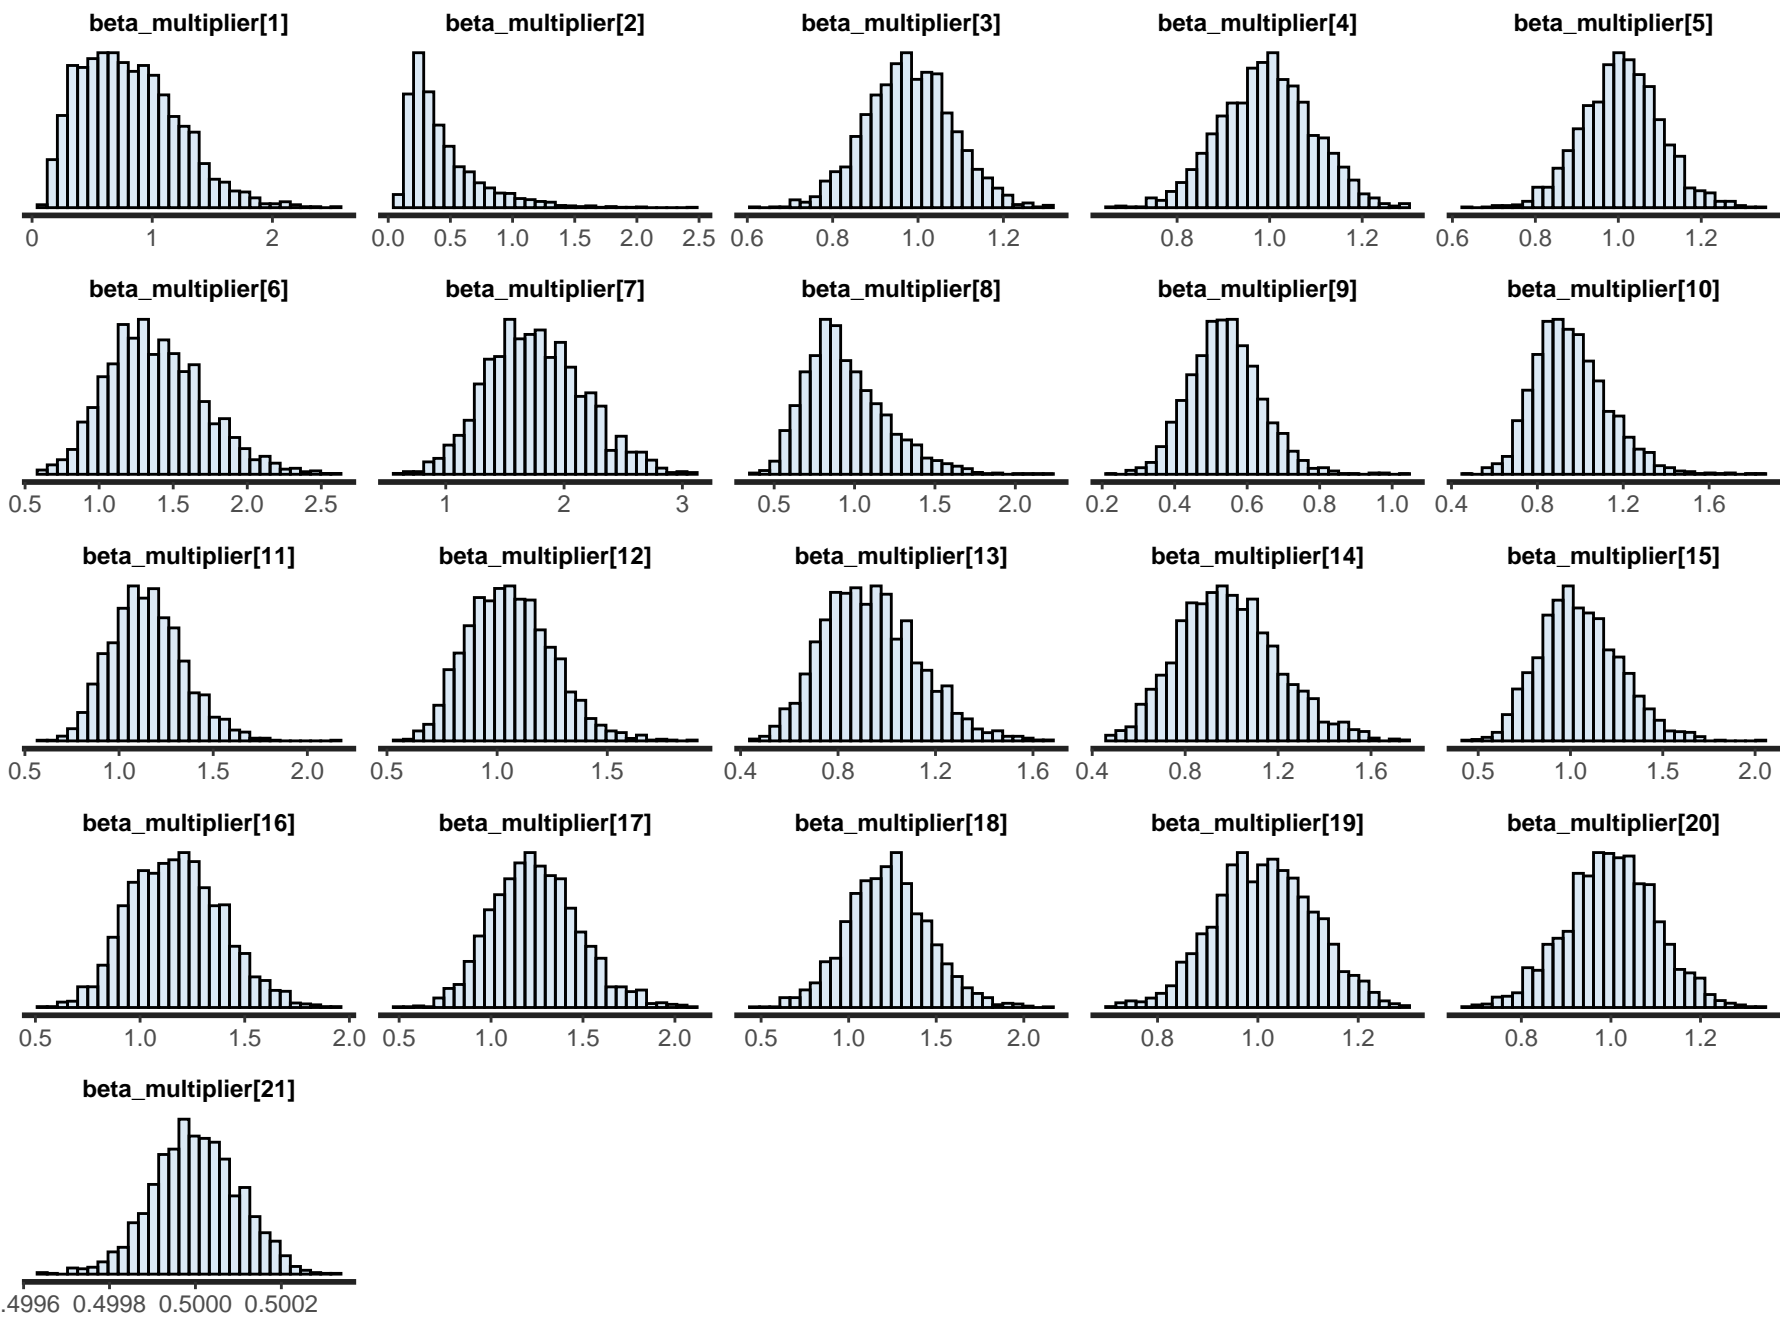 beta_multiplier[1] beta_multiplier[2] beta_multiplier[3] beta_multiplier[4] beta_multiplier[5]
0 1 2 0.0 0.5 1.0 1.5 2.0 2.5 0.6 0.8 1.0 1.2 0.8 1.0 1.2 0.6 0.8 1.0 1.2
beta_multiplier[6] beta_multiplier[7] beta_multiplier[8] beta_multiplier[9] beta_multiplier[10]
0.5 1.0 1.5 2.0 2.5 1 2 3 0.5 1.0 1.5 2.0 0.2 0.4 0.6 0.8 1.0 0.4 0.8 1.2 1.6
beta_multiplier[11] beta_multiplier[12] beta_multiplier[13] beta_multiplier[14] beta_multiplier[15]
0.5 1.0 1.5 2.0 0.5 1.0 1.5 0.4 0.8 1.2 1.6 0.4 0.8 1.2 1.6 0.5 1.0 1.5 2.0
beta_multiplier[16] beta_multiplier[17] beta_multiplier[18] beta_multiplier[19] beta_multiplier[20]
0.5 1.0 1.5 2.0 0.5 1.0 1.5 2.0 0.5 1.0 1.5 2.0 0.8 1.0 1.2 0.8 1.0 1.2
beta_multiplier[21]
.4996 0.4998 0.5000 0.5002